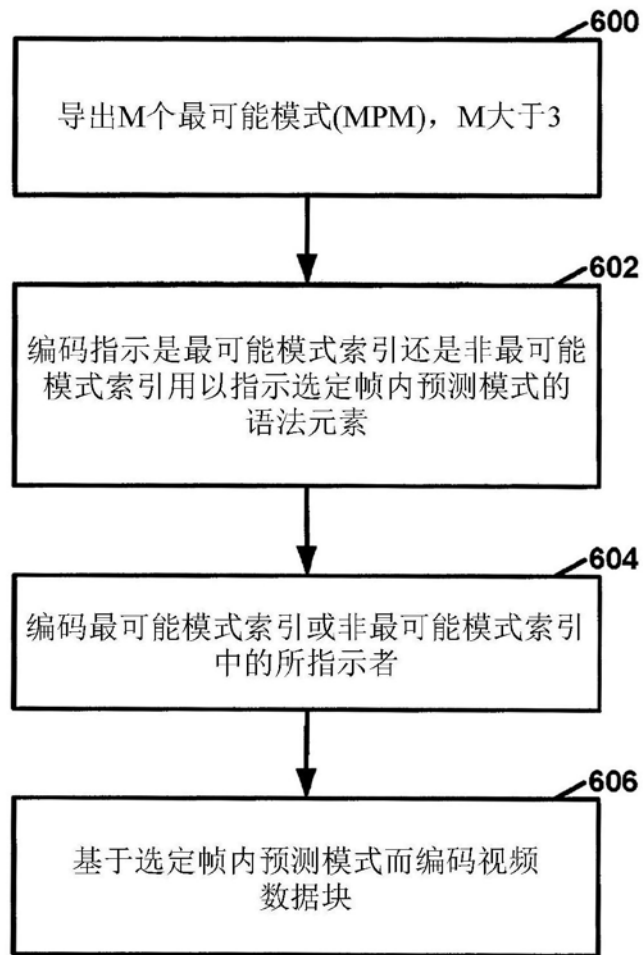 600
导出M个最可能模式(MPM)，M大于3
602
编码指示是最可能模式索引还是非最可能
模式索引用以指示选定帧内预测模式的
语法元素
604
编码最可能模式索引或非最可能模式索引
中的所指示者
606
基于选定帧内预测模式而编码视频
数据块